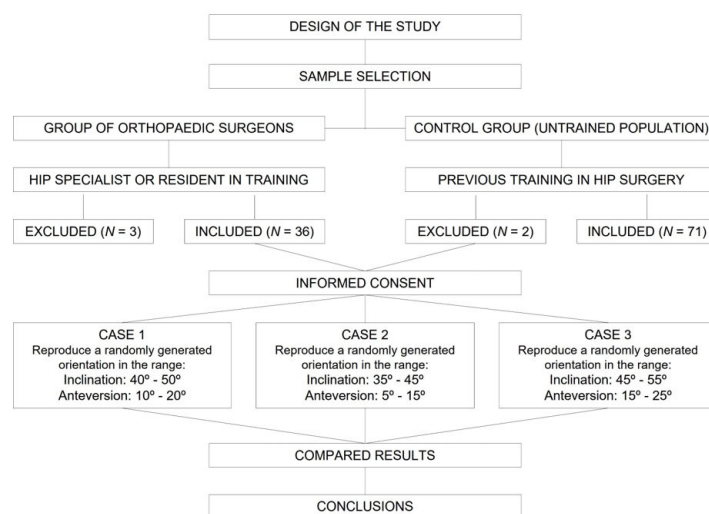 DESIGN OF THE STUDY
SAMPLE SELECTION
GROUP OF ORTHOPAEDIC SURGEONS
CONTROL GROUP (UNTRAINED POPULATION)
HIP SPECIALIST OR RESIDENT IN TRAINING
PREVIOUS TRAINING IN HIP SURGERY
EXCLUDED (N = 3)
INCLUDED (N = 36)
EXCLUDED (N = 2)
INCLUDED (N = 71)
INFORMED CONSENT
CASE 1
Reproduce a randomly generated
orientation in the range:
Inclination: 40º - 50º
Anteversion: 10º - 20º
CASE 2
Reproduce a randomly generated
orientation in the range:
Inclination: 35º - 45º
Anteversion: 5º - 15º
CASE 3
Reproduce a randomly generated
orientation in the range:
Inclination: 45º - 55º
Anteversion: 15º - 25º
COMPARED RESULTS
CONCLUSIONS